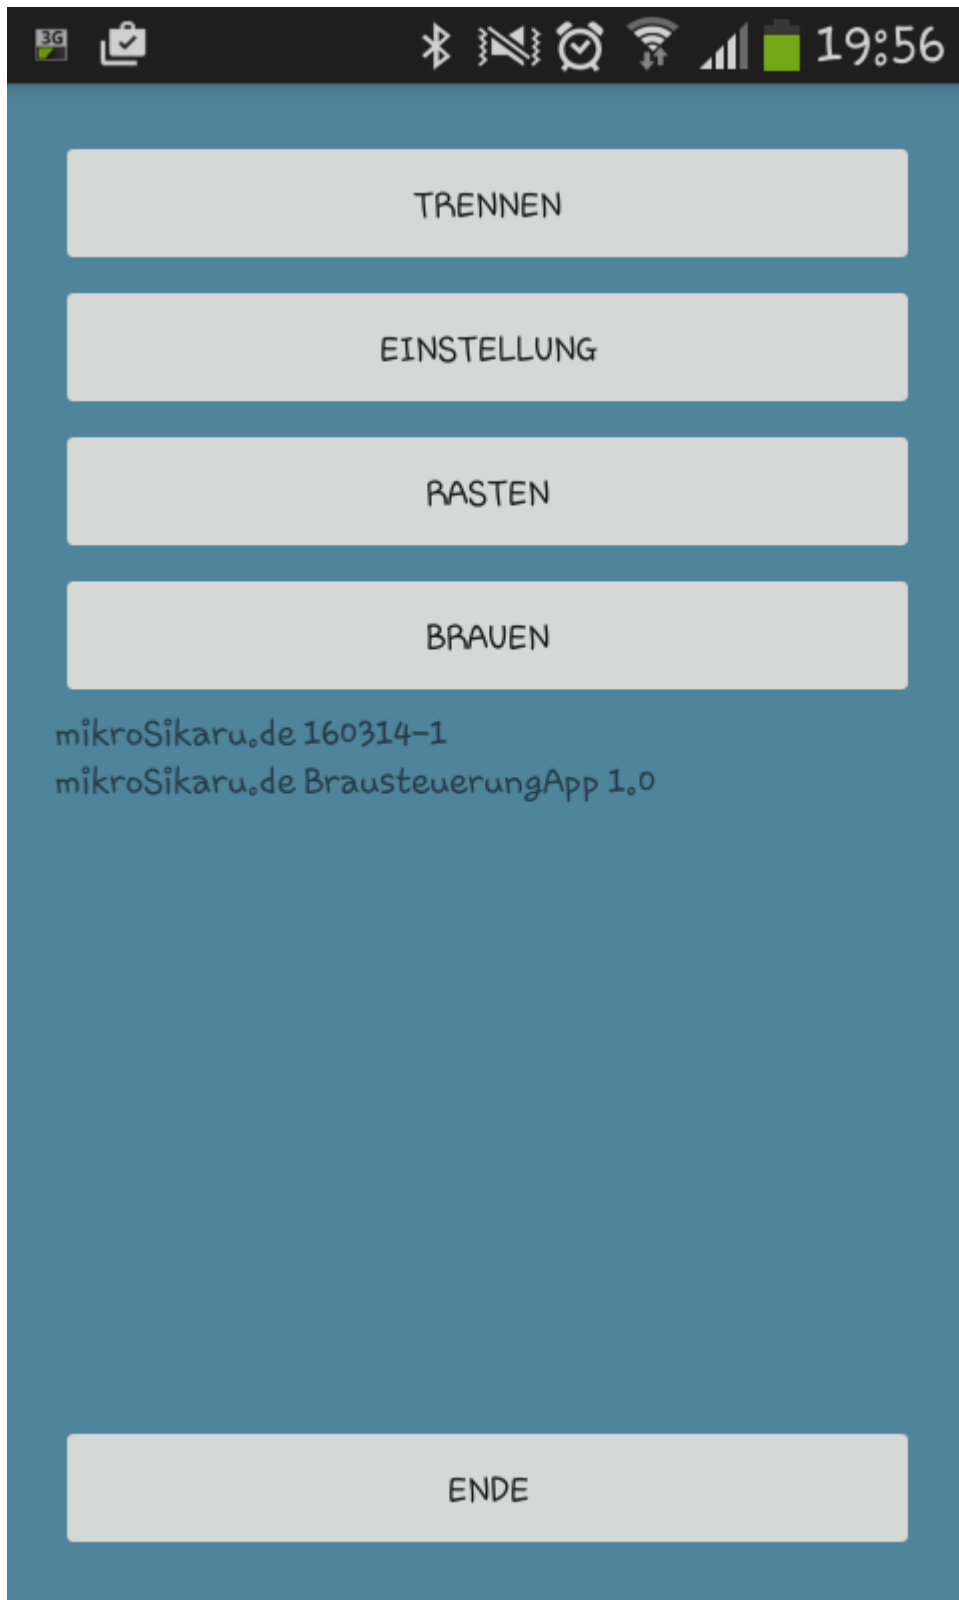 3G
19:56
TRENNEN
EINSTELLUNG
RASTEN
BRAUEN
mikroSikaru.de 160314-1
mikroSikaru.de BrausteuerungApp 1.0
ENDE